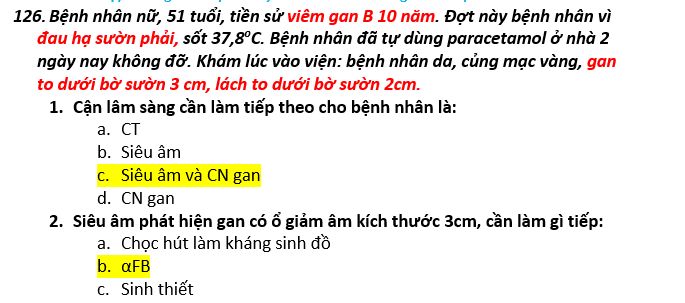 126. Bệnh nhân nữ, 51 tuổi, tiền sử viêm gan B 10 năm. Đợt này bệnh nhân vì
đau hạ sườn phải, sốt 37,8⁰C. Bệnh nhân đã tự dùng paracetamol ở nhà 2
ngày nay không đỡ. Khám lúc vào viện: bệnh nhân da, củng mạc vàng, gan
to dưới bờ sườn 3 cm, lách to dưới bờ sườn 2cm.
1. Cận lâm sàng cần làm tiếp theo cho bệnh nhân là:
a. CT
b. Siêu âm
c. Siêu âm và CN gan
d. CN gan
2. Siêu âm phát hiện gan có ổ giảm âm kích thước 3cm, cần làm gì tiếp:
a. Chọc hút làm kháng sinh đồ
b. αFB
c. Sinh thiết